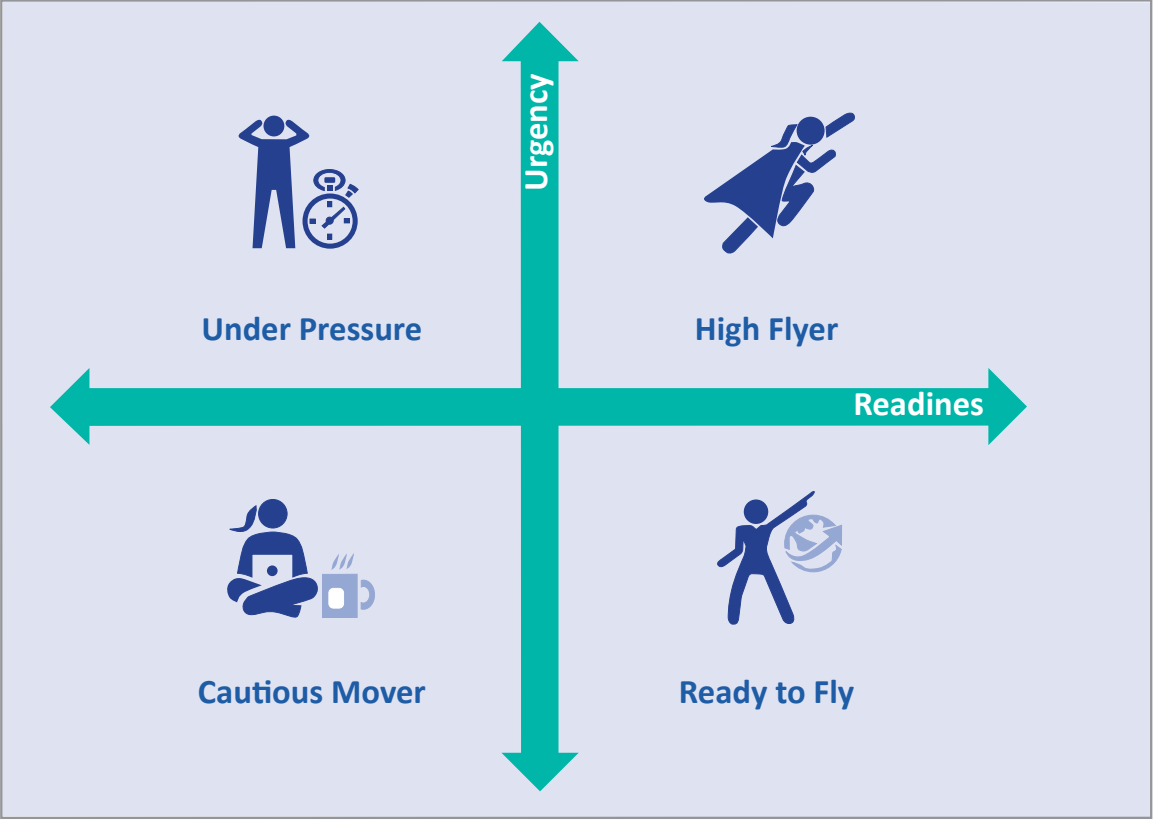 Urgency
Under Pressure
High Flyer
Readines
Cautious Mover
Ready to Fly